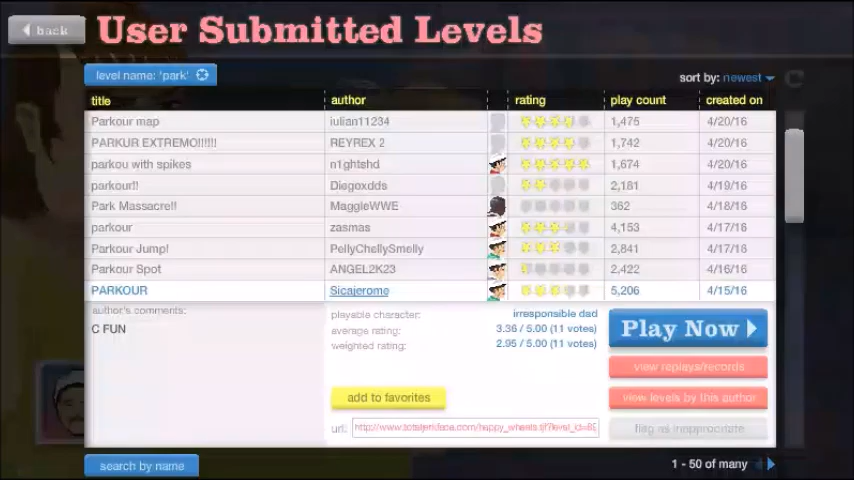 back
User Submitted Levels
level name: 'park'
sort by: newest
title author rating play count created on
Parkour map iulian11234 1,475 4/20/16
PARKUR EXTREMO!!!!!! REYREX 2 1,742 4/20/16
parkou with spikes n1ghtshd 1,674 4/20/16
parkour!! Diegoxdds 2,181 4/19/16
Park Massacre!! MaggieWWE 362 4/18/16
parkour zasmas 4,153 4/17/16
Parkour Jump! PellyChellySmelly 2,841 4/17/16
Parkour Spot ANGEL2K23 2,422 4/16/16
PARKOUR Sicajerome 5,206 4/15/16
author's comments:
C FUN
playable character: irresponsible dad
average rating: 3.36 / 5.00 (11 votes)
weighted rating: 2.95 / 5.00 (11 votes)
add to favorites
url:
Play Now
view replays/records
view levels by this author
flag as inappropriate
search by name
1 - 50 of many